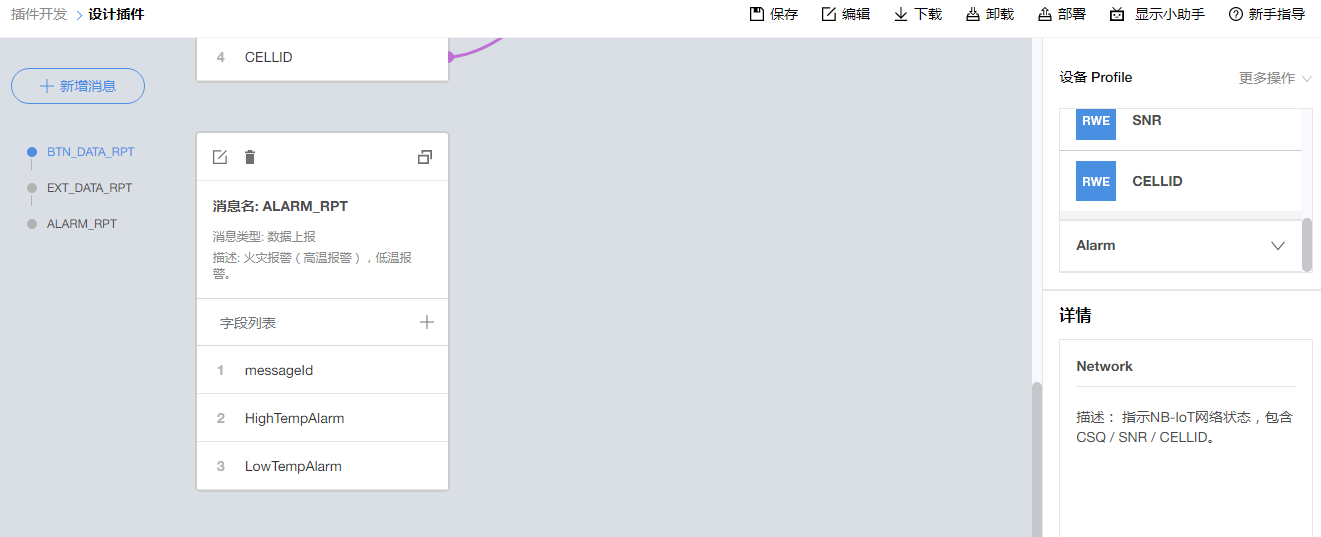 插件开发 > 设计插件
保存 编辑 下载 卸载 部署 显示小助手 新手指导
新增消息
BTN_DATA_RPT
EXT_DATA_RPT
ALARM_RPT
4 CELLID
消息名: ALARM_RPT
消息类型: 数据上报
描述: 火灾报警（高温报警），低温报
警。
字段列表
1 messageId
2 HighTempAlarm
3 LowTempAlarm
设备 Profile 更多操作
RWE SNR
RWE CELLID
Alarm
详情
Network
描述： 指示NB-IoT网络状态，包含
CSQ / SNR / CELLID。